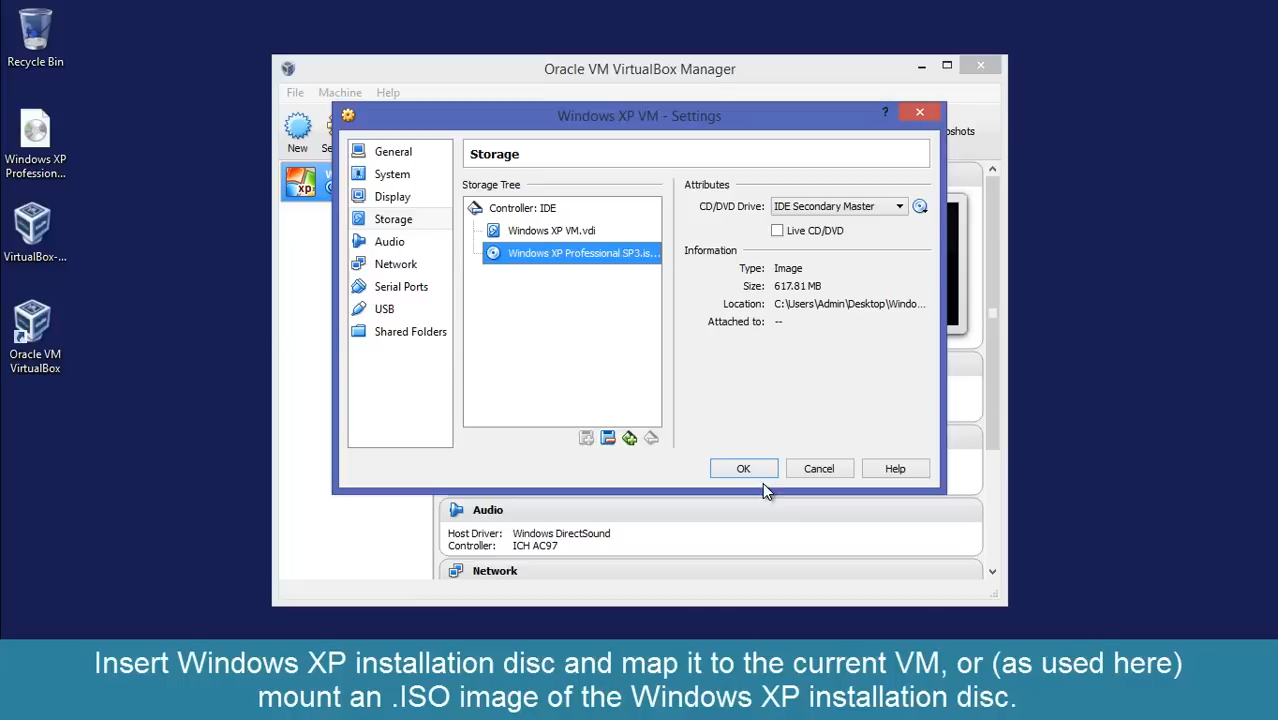 Recycle Bin
Windows XP
Profession...
VirtualBox-...
Oracle VM
VirtualBox
Oracle VM VirtualBox Manager
File Machine Help
New
Se
pshots
xp
Windows XP VM - Settings
?
General
System
Display
Storage
Audio
Network
Serial Ports
USB
Shared Folders
Storage
Storage Tree
Controller: IDE
Windows XP VM.vdi
Windows XP Professional SP3.is...
Attributes
CD/DVD Drive: IDE Secondary Master
Live CD/DVD
Information
Type: Image
Size: 617.81 MB
Location: C:\Users\Admin\Desktop\Windo...
Attached to: --
OK Cancel Help
Audio
Host Driver: Windows DirectSound
Controller: ICH AC97
Network
Insert Windows XP installation disc and map it to the current VM, or (as used here)
mount an .ISO image of the Windows XP installation disc.